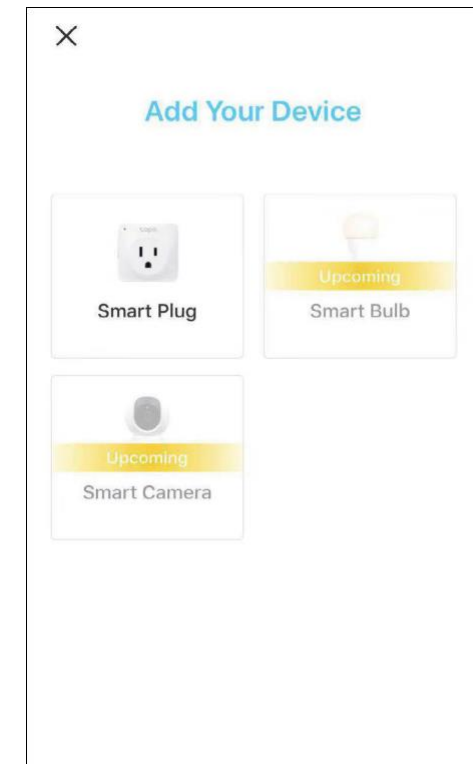 Add Your Device
Smart Plug
Upcoming
Smart Bulb
Upcoming
Smart Camera